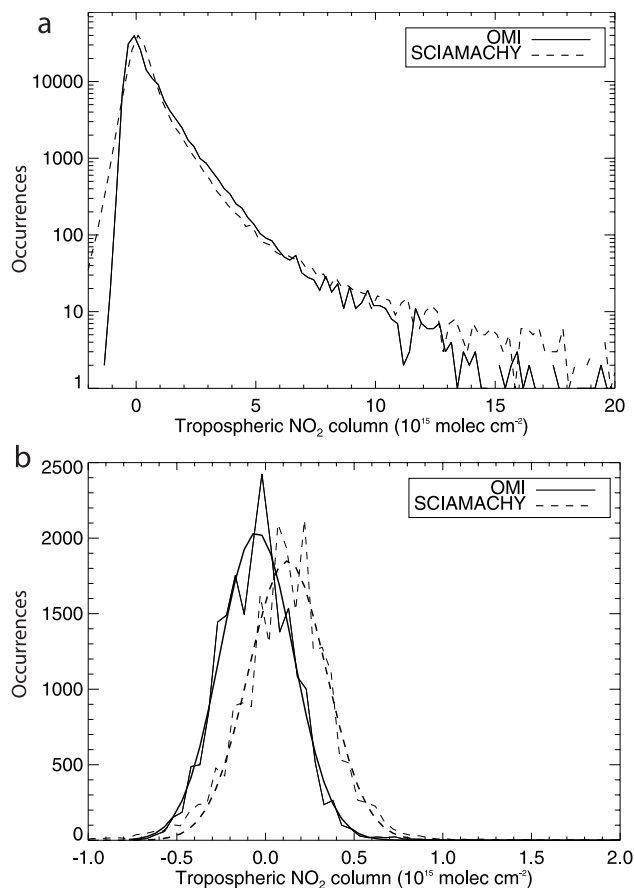 a
OMI
SCIAMACHY
10000
1000
100
10
1
Occurrences
0 5 10 15 20
Tropospheric NO₂ column (10¹⁵ molec cm⁻²)
b
OMI
SCIAMACHY
2500
2000
1500
1000
500
0
Occurrences
-1.0 -0.5 0.0 0.5 1.0 1.5 2.0
Tropospheric NO₂ column (10¹⁵ molec cm⁻²)